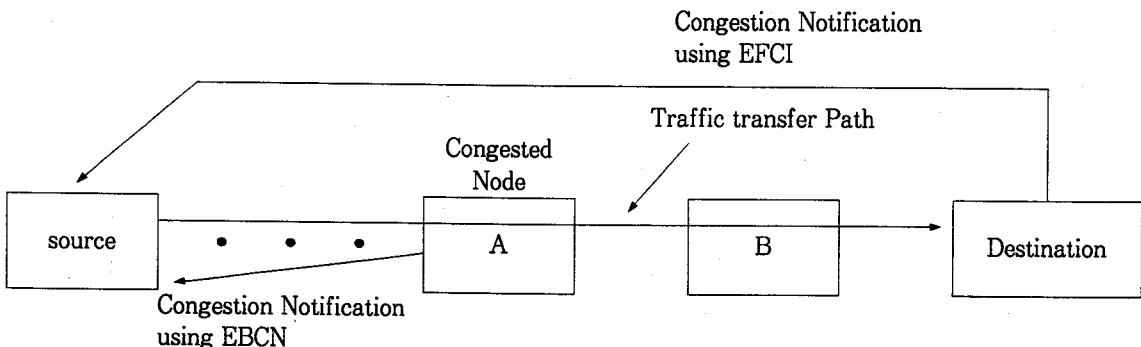 Congestion Notification
using EFCI
Traffic transfer Path
Congested
Node
source
A
B
Destination
Congestion Notification
using EBCN